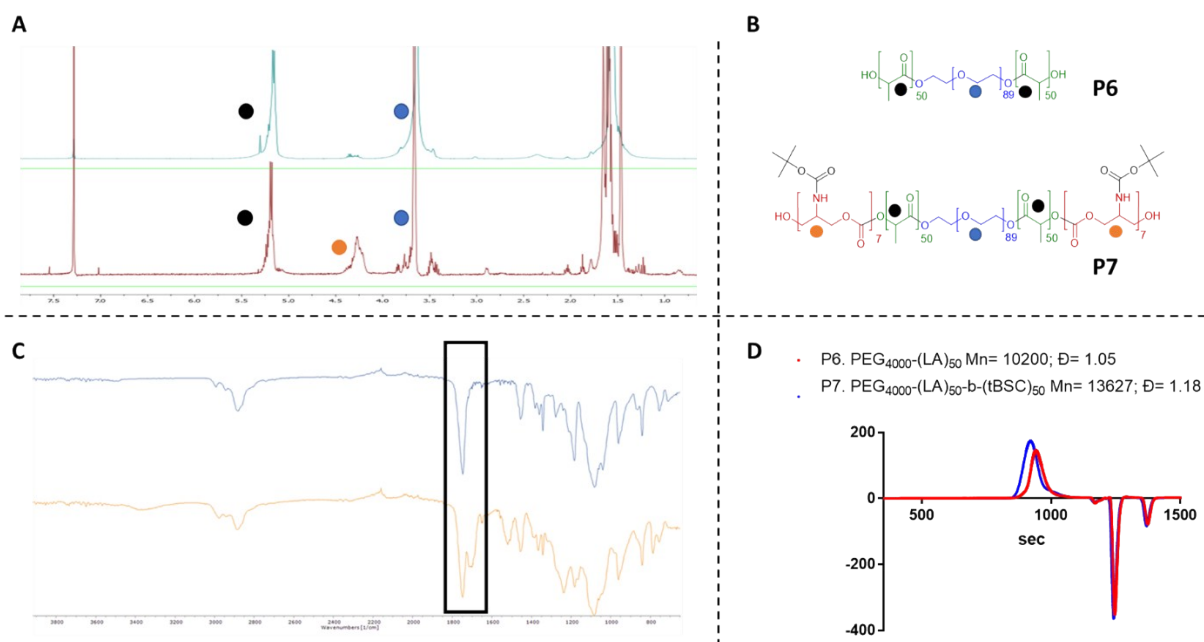 A
7.5 7.0 6.5 6.0 5.5 5.0 4.5 4.0 3.5 3.0 2.5 2.0 1.5 1.0
B
HO O O O O O O OH
50 89 50
P6
O O O O
NH NH
HO O O O O O O O O O O O O OH
7 50 89 50 7
P7
C
3800 3600 3400 3200 3000 2800 2600 2400 2200 2000 1800 1600 1400 1200 1000 800
Wavenumbers [1/cm]
D
P6. PEG4000-(LA)50 Mn= 10200; Đ= 1.05
P7. PEG4000-(LA)50-b-(tBSC)50 Mn= 13627; Đ= 1.18
200
0
-200
-400
500 1000 1500
sec